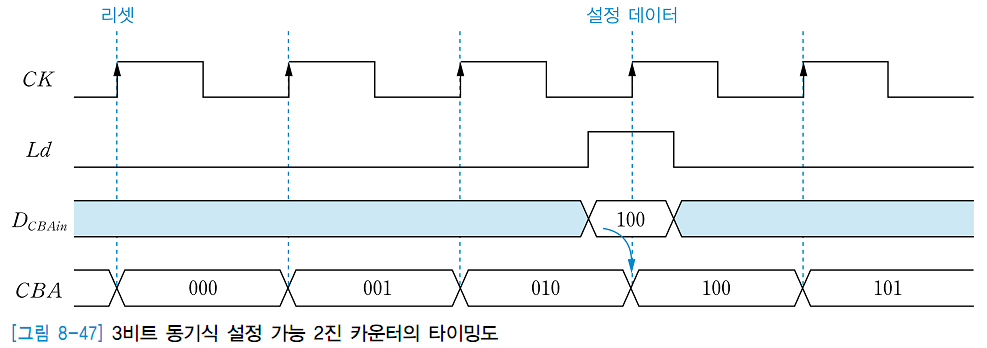 리셋 설정 데이터
CK
Ld
D_CBAin 100
CBA 000 001 010 100 101
[그림 8-47] 3비트 동기식 설정 가능 2진 카운터의 타이밍도